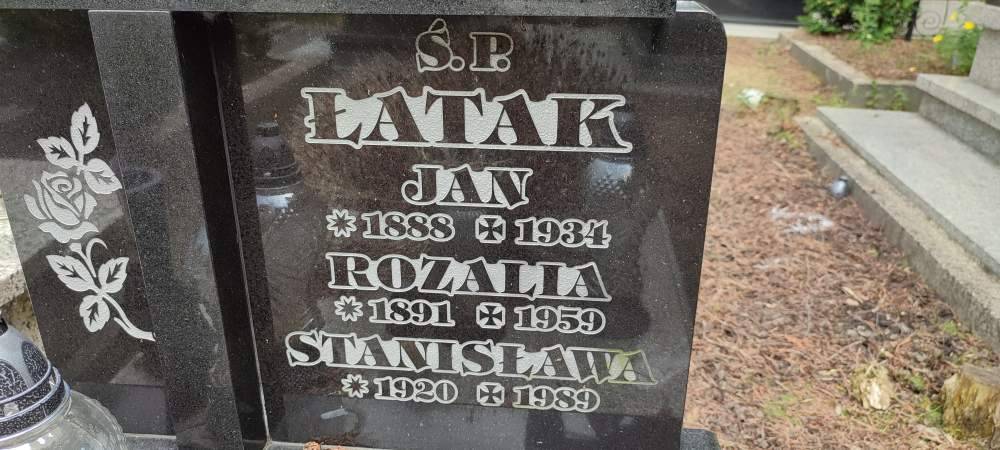 Ś.P.
ŁATAK
JAN
* 1888 ✠ 1934
ROZALIA
* 1891 ✠ 1959
STANISŁAWA
* 1920 ✠ 1989